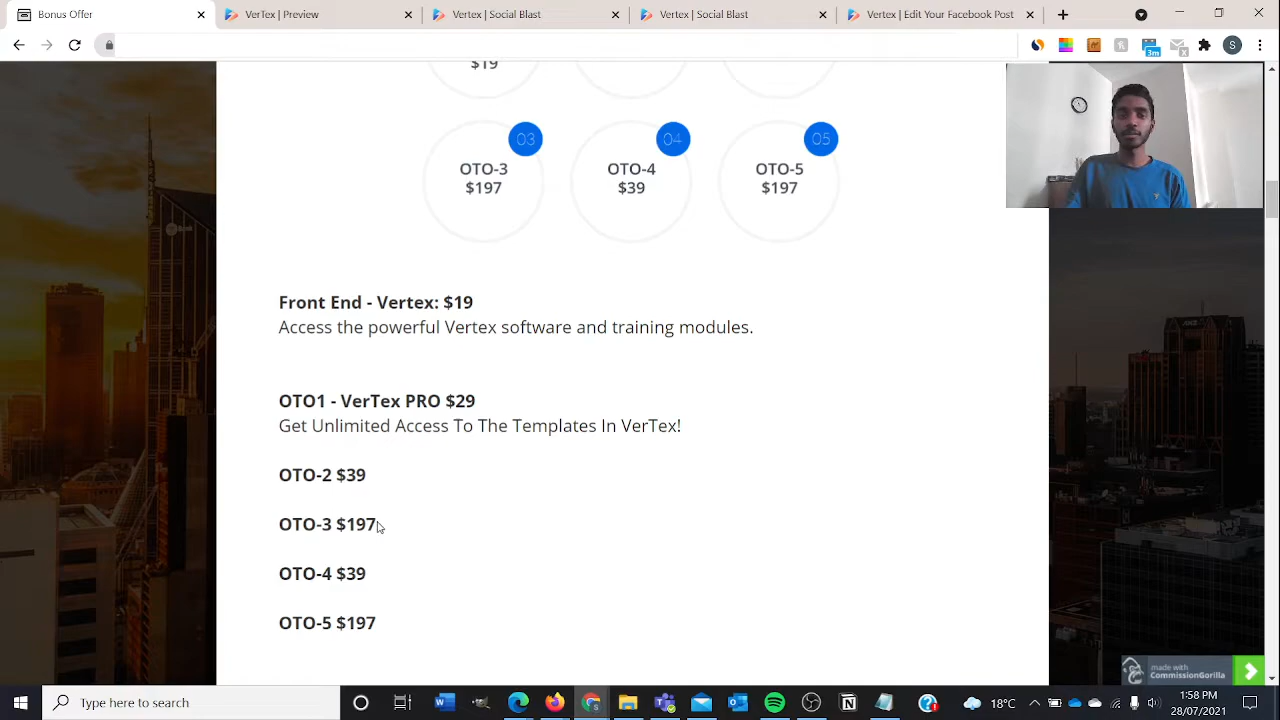 Bonus Offer
VerTex | Preview
Vertex | Social Blast
Vertex | Social Blast
Vertex | Edit Your Facebook Post
S
3m
x
$19
03
04
05
OTO-3
$197
OTO-4
$39
OTO-5
$197
Front End - Vertex: $19
Access the powerful Vertex software and training modules.
OTO1 - VerTex PRO $29
Get Unlimited Access To The Templates In VerTex!
OTO-2 $39
OTO-3 $197
OTO-4 $39
OTO-5 $197
made with
CommissionGorilla
Type here to search
18°C
1:58 PM
28/07/2021